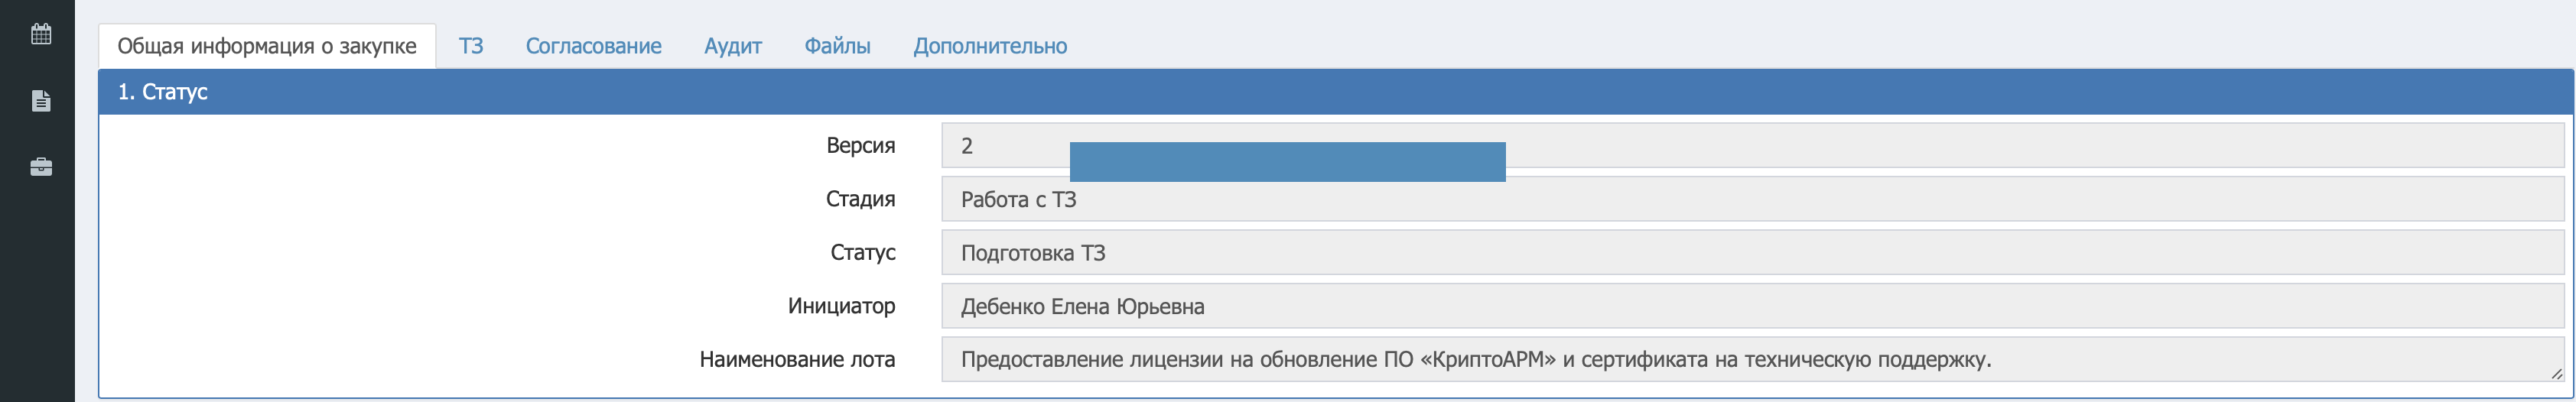 Общая информация о закупке ТЗ Согласование Аудит Файлы Дополнительно
1. Статус
Версия 2
Стадия Работа с ТЗ
Статус Подготовка ТЗ
Инициатор Дебенко Елена Юрьевна
Наименование лота Предоставление лицензии на обновление ПО «КриптоАРМ» и сертификата на техническую поддержку.